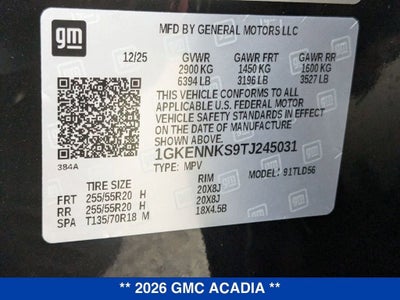 gm
MFD BY GENERAL MOTORS LLC
12/25 GVWR GAWR FRT GAWR RR
2900 KG 1450 KG 1600 KG
6394 LB 3196 LB 3527 LB
THIS VEHICLE CONFORMS TO ALL
APPLICABLE U.S. FEDERAL MOTOR
VEHICLE SAFETY STANDARDS IN EFFECT
ON THE DATE OF MANUFACTURE
SHOWN ABOVE.
1GKENNKS9TJ245031
384A TYPE: MPV MODEL: 91TLD56
TIRE SIZE RIM
FRT 255/55R20 H 20X8J
RR 255/55R20 H 20X8J
SPA T135/70R18 M 18X4.5B
** 2026 GMC ACADIA **